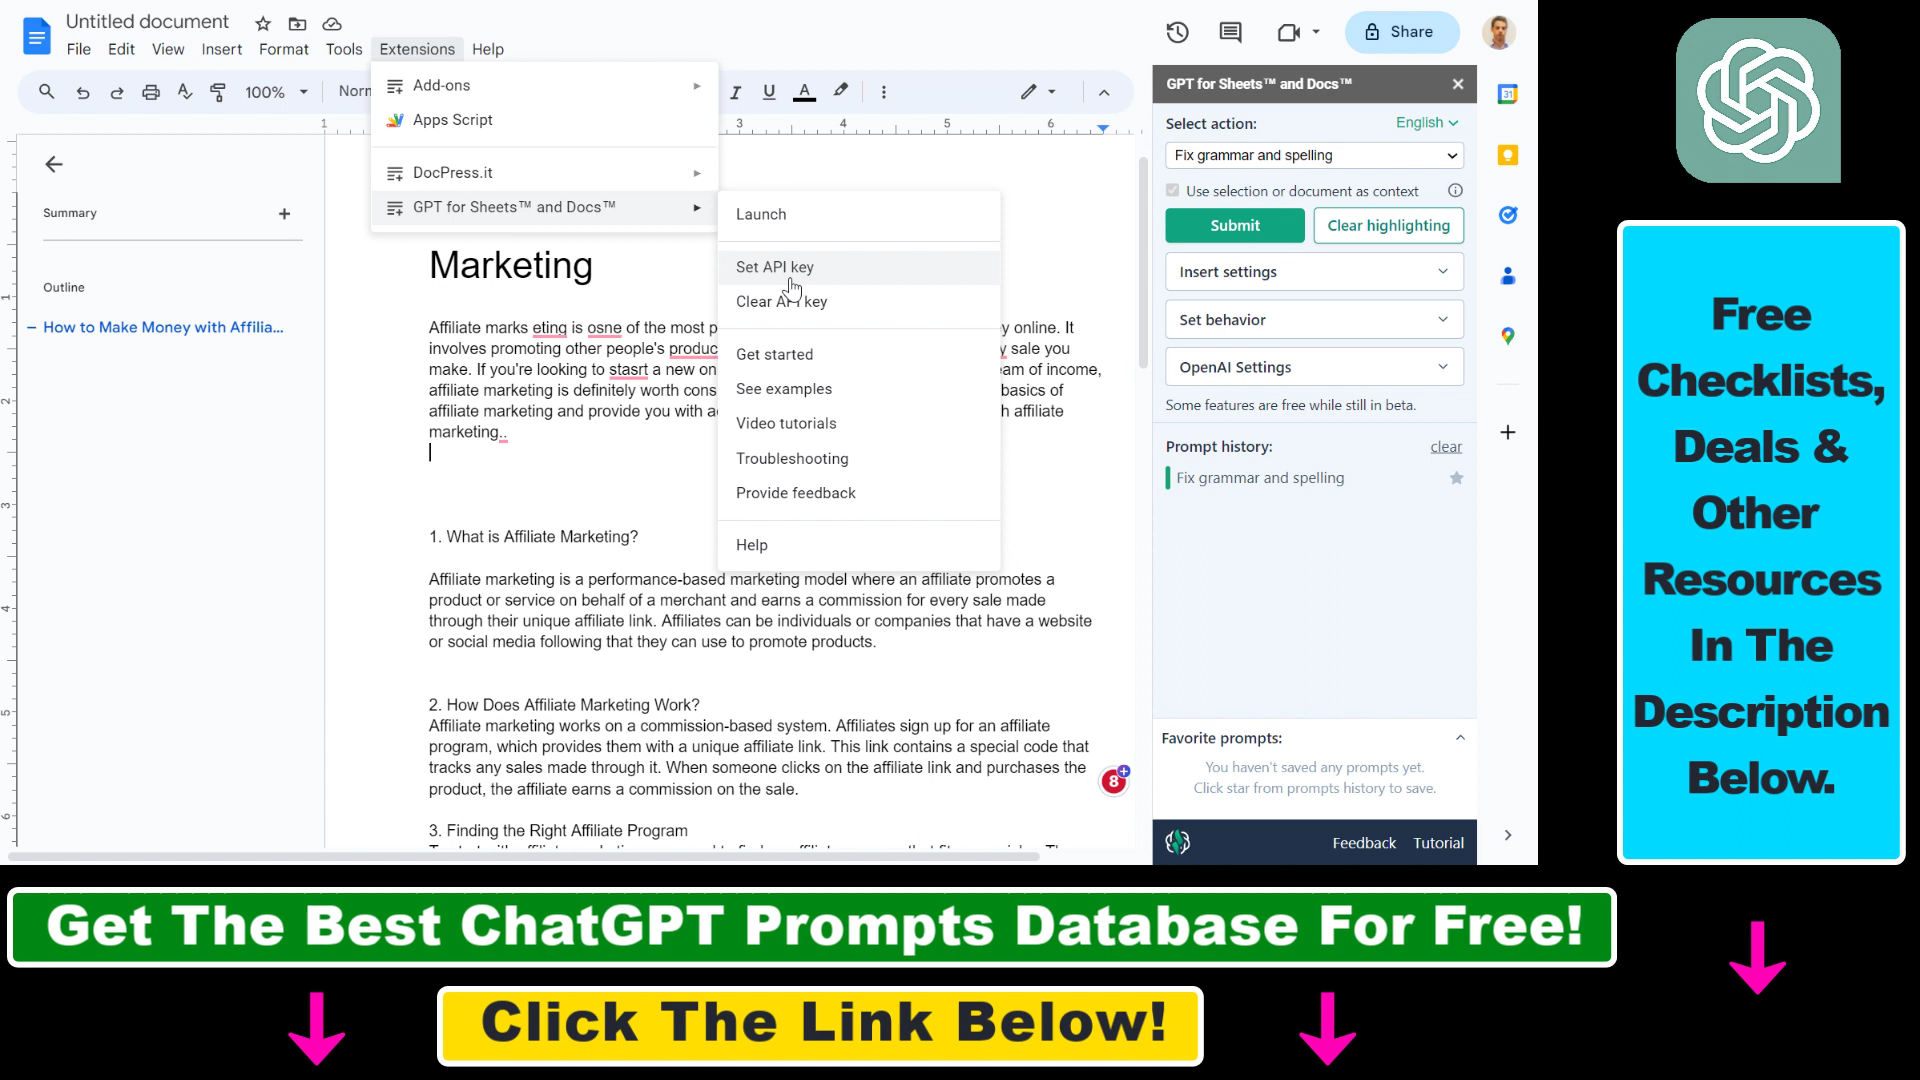 Untitled document
File Edit View Insert Format Tools Extensions Help
Share
100%
Norm
Add-ons
Apps Script
DocPress.it
GPT for Sheets™ and Docs™
Launch
Set API key
Clear API key
Get started
See examples
Video tutorials
Troubleshooting
Provide feedback
Help
1 3 4 5 6
1
2
3
4
5
6
Summary
Outline
How to Make Money with Affilia...
Marketing
Affiliate marks eting is osne of the most p y online. It
involves promoting other people's produc y sale you
make. If you're looking to stasrt a new on eam of income,
affiliate marketing is definitely worth cons basics of
affiliate marketing and provide you with a h affiliate
marketing..
1. What is Affiliate Marketing?
Affiliate marketing is a performance-based marketing model where an affiliate promotes a
product or service on behalf of a merchant and earns a commission for every sale made
through their unique affiliate link. Affiliates can be individuals or companies that have a website
or social media following that they can use to promote products.
2. How Does Affiliate Marketing Work?
Affiliate marketing works on a commission-based system. Affiliates sign up for an affiliate
program, which provides them with a unique affiliate link. This link contains a special code that
tracks any sales made through it. When someone clicks on the affiliate link and purchases the
product, the affiliate earns a commission on the sale.
3. Finding the Right Affiliate Program
8
GPT for Sheets™ and Docs™
Select action:
English
Fix grammar and spelling
Use selection or document as context
Submit
Clear highlighting
Insert settings
Set behavior
OpenAI Settings
Some features are free while still in beta.
Prompt history:
clear
Fix grammar and spelling
Favorite prompts:
You haven't saved any prompts yet.
Click star from prompts history to save.
Feedback Tutorial
31
Free
Checklists,
Deals &
Other
Resources
In The
Description
Below.
Get The Best ChatGPT Prompts Database For Free!
Click The Link Below!